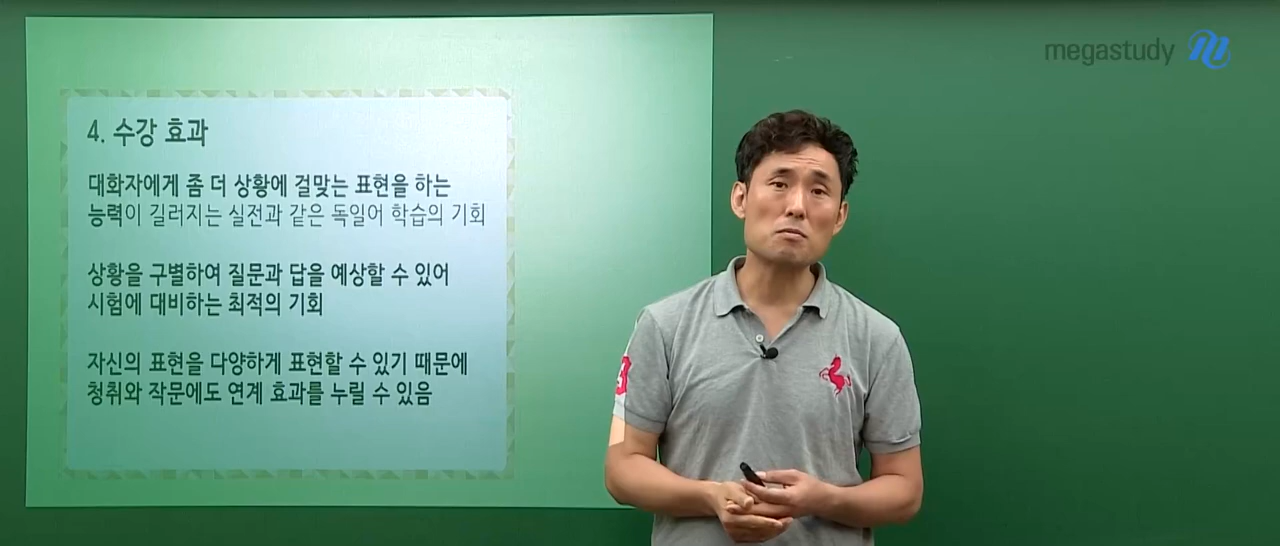 megastudy
4. 수강 효과
대화자에게 좀 더 상황에 걸맞는 표현을 하는
능력이 길러지는 실전과 같은 독일어 학습의 기회
상황을 구별하여 질문과 답을 예상할 수 있어
시험에 대비하는 최적의 기회
자신의 표현을 다양하게 표현할 수 있기 때문에
청취와 작문에도 연계 효과를 누릴 수 있음